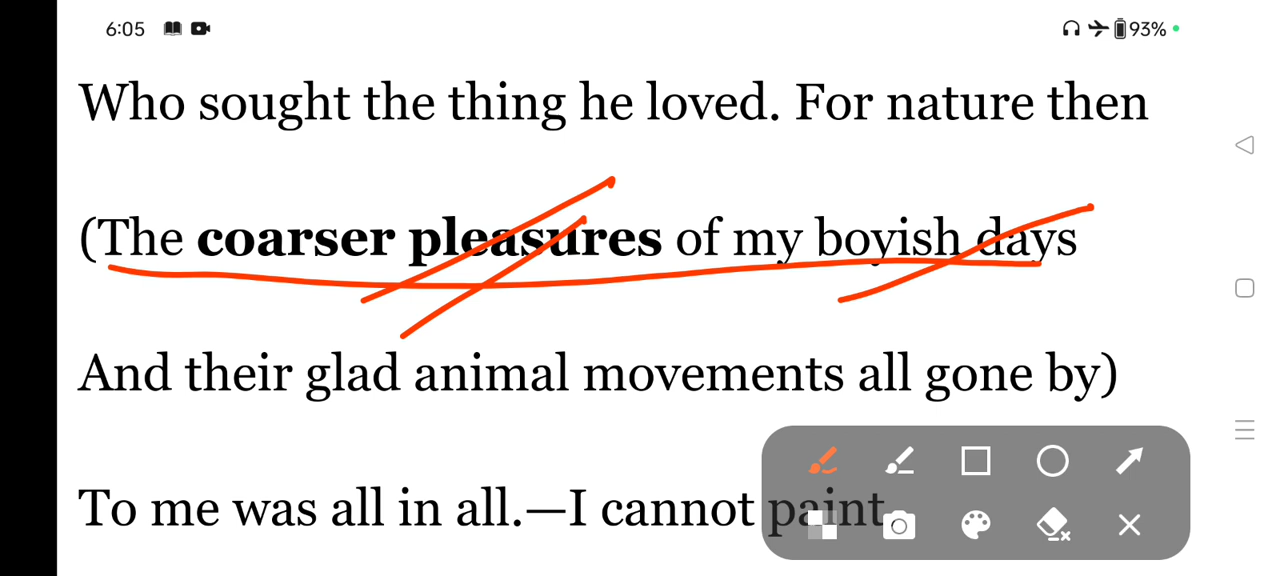 6:05 93%
Who sought the thing he loved. For nature then
(The coarser pleasures of my boyish days
And their glad animal movements all gone by)
To me was all in all.—I cannot paint